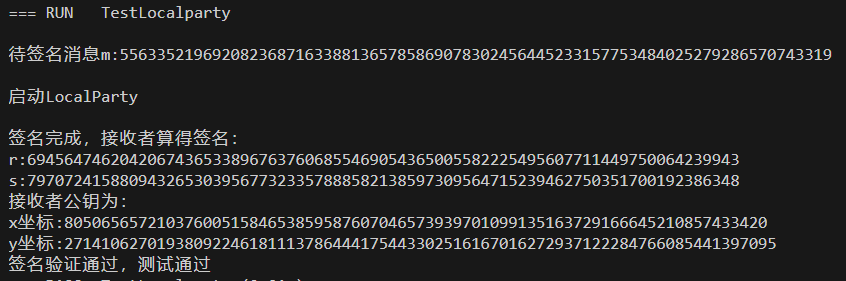 === RUN   TestLocalparty
待签名消息m:55633521969208236871633881365785869078302456445233157753484025279286570743319
启动LocalParty
签名完成，接收者算得签名:
r:69456474620420674365338967637606855469054365005582225495607711449750064239943
s:79707241588094326530395677323357888582138597309564715239462750351700192386348
接收者公钥为:
x坐标:80506565721037600515846538595876070465739397010991351637291666645210857433420
y坐标:27141062701938092246181113786444175443302516167016272937122284766085441397095
签名验证通过，测试通过